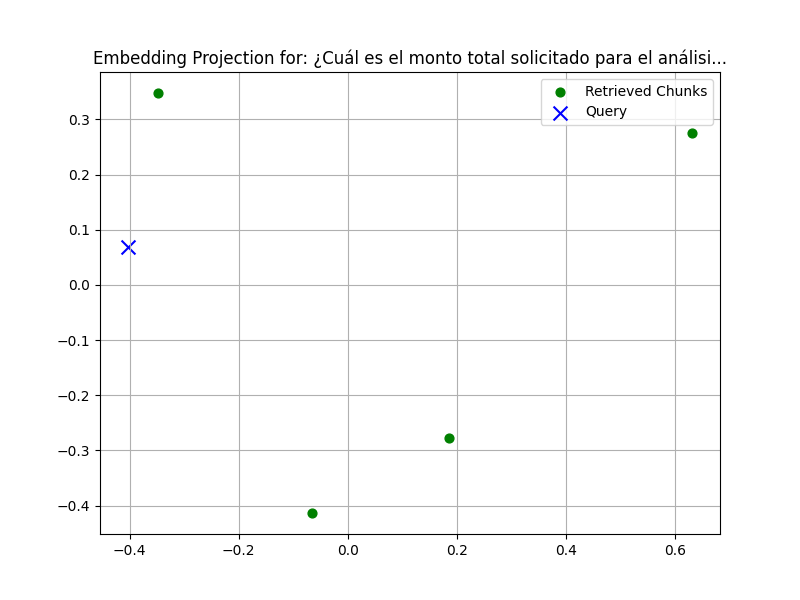 Embedding Projection for: ¿Cuál es el monto total solicitado para el análisi...
Retrieved Chunks
Query
0.3
0.2
0.1
0.0
−0.1
−0.2
−0.3
−0.4
−0.4 −0.2 0.0 0.2 0.4 0.6